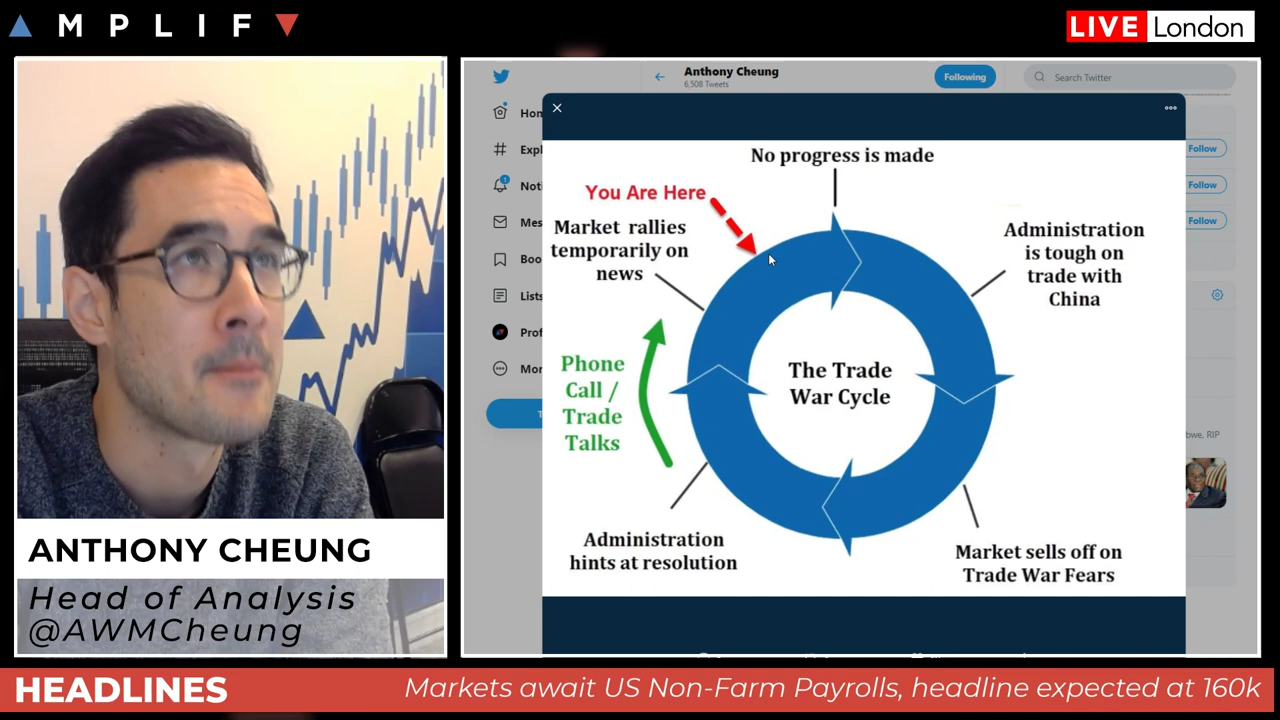 MPLIF
LIVE London
Anthony Cheung
6,508 Tweets
Following
Search Twitter
Follow
Follow
Follow
No progress is made
You Are Here
Market rallies
temporarily on
news
Administration
is tough on
trade with
China
Phone
Call /
Trade
Talks
The Trade
War Cycle
Administration
hints at resolution
Market sells off on
Trade War Fears
Lists
RIP
ANTHONY CHEUNG
Head of Analysis
@AWMCheung
HEADLINES
Markets await US Non-Farm Payrolls, headline expected at 160k